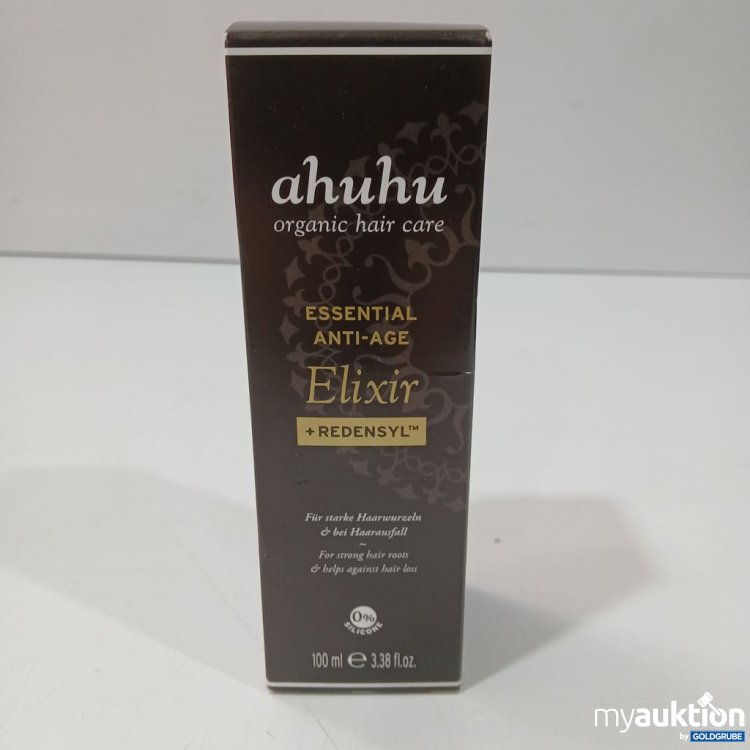 ahuhu
organic hair care
ESSENTIAL
ANTI-AGE
Elixir
+REDENSYL™
Für starke Haarwurzeln
& bei Haarausfall
~
For strong hair roots
& helps against hair loss
0%
SILICONE
100 ml ℮ 3.38 fl.oz.
myauktion
by GOLDGRUBE